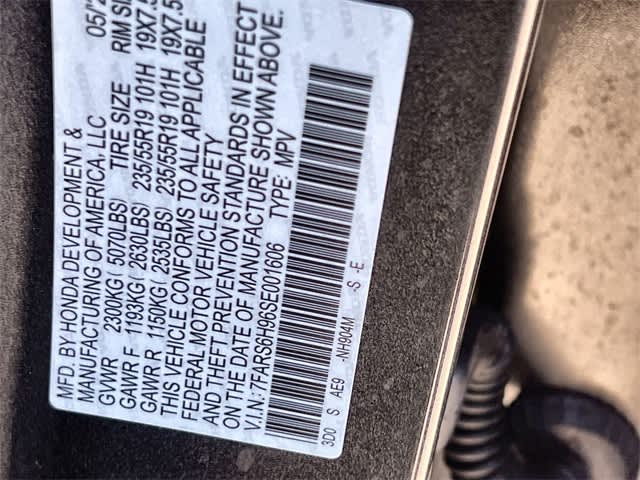 MFD. BY HONDA DEVELOPMENT & 05/'2
MANUFACTURING OF AMERICA, LLC
GVWR 2300KG (5070LBS) TIRE SIZE RIM SI
GAWR F 1193KG (2630LBS) 235/55R19 101H 19X7.5
GAWR R 1150KG (2535LBS) 235/55R19 101H 19X7.5
THIS VEHICLE CONFORMS TO ALL APPLICABLE
FEDERAL MOTOR VEHICLE SAFETY
AND THEFT PREVENTION STANDARDS IN EFFECT
ON THE DATE OF MANUFACTURE SHOWN ABOVE.
V.I.N.: 7FARS6H96SE001606 TYPE: MPV
3D0 S AE9 -NH904M -S -E